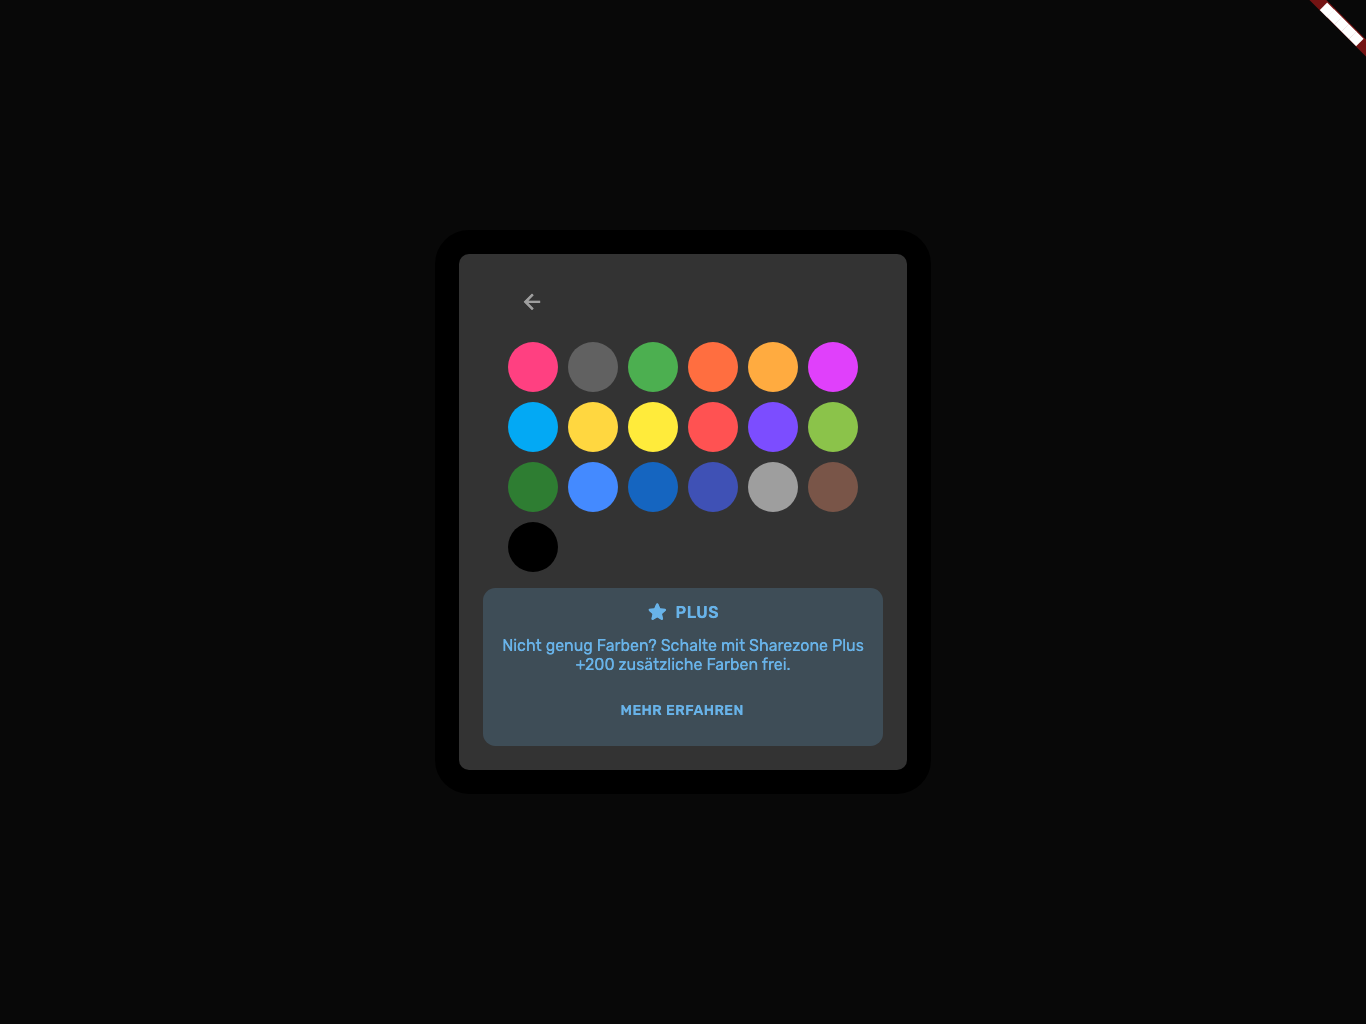 PLUS
Nicht genug Farben? Schalte mit Sharezone Plus
+200 zusätzliche Farben frei.
MEHR ERFAHREN